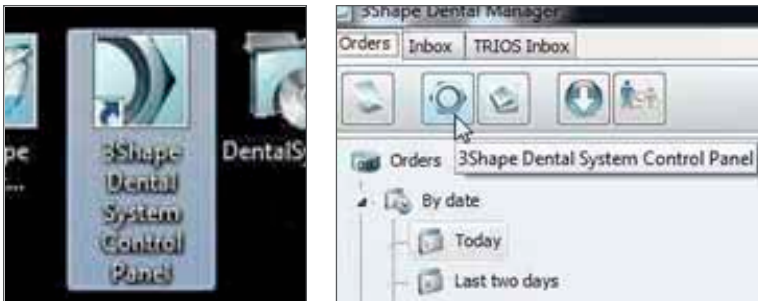 pe
...
3Shape
Dental
System
Control
Panel
DentalS
3Shape Dental Manager
Orders Inbox TRIOS Inbox
3Shape Dental System Control Panel
Orders
By date
Today
Last two days